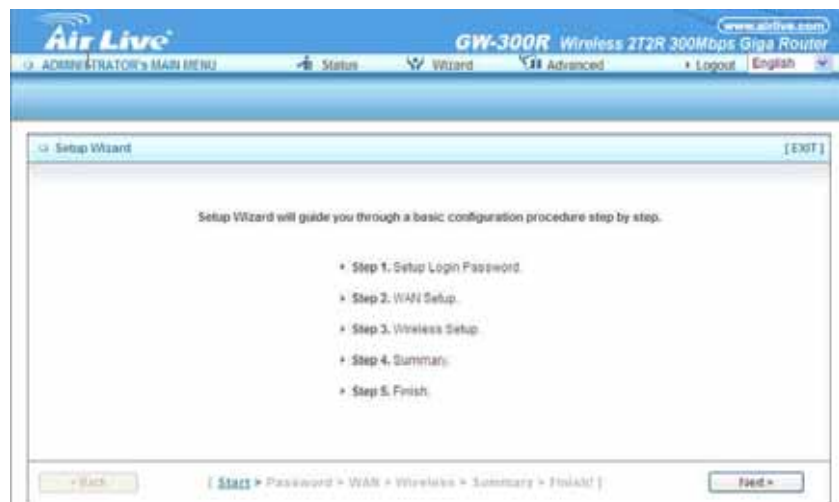 Air Live
www.airlive.com
GW-300R Wireless 2T2R 300Mbps Giga Router
ADMINISTRATOR's MAIN MENU Status Wizard Advanced Logout English
Setup Wizard [EXIT]
Setup Wizard will guide you through a basic configuration procedure step by step.
Step 1. Setup Login Password.
Step 2. WAN Setup.
Step 3. Wireless Setup.
Step 4. Summary.
Step 5. Finish.
< Back [ Start > Password > WAN > Wireless > Summary > Finish! ] Next >